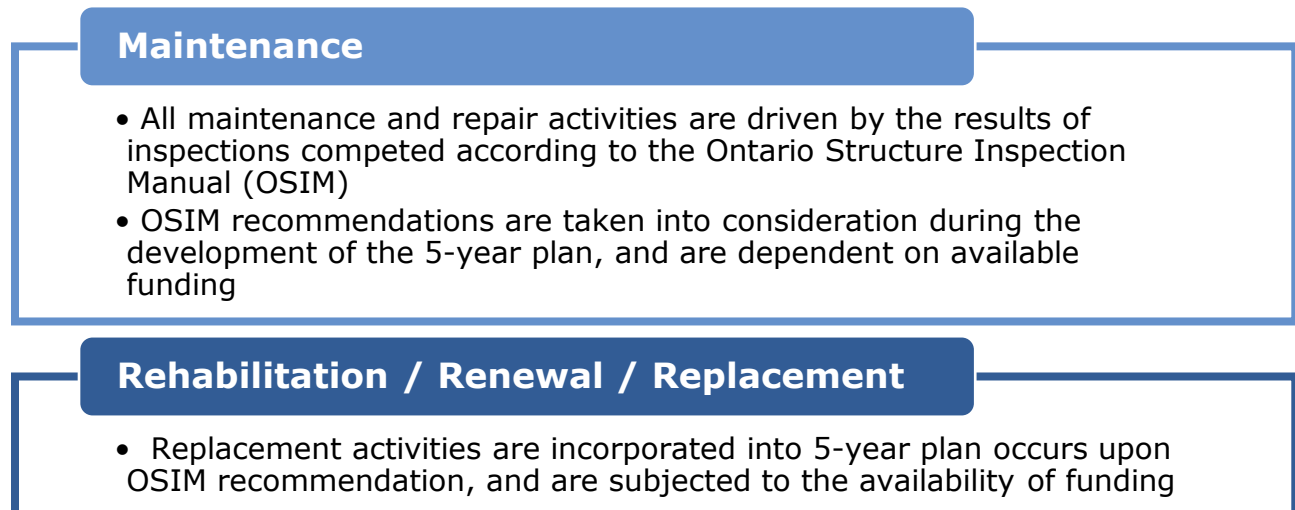 Maintenance
• All maintenance and repair activities are driven by the results of
inspections competed according to the Ontario Structure Inspection
Manual (OSIM)
• OSIM recommendations are taken into consideration during the
development of the 5-year plan, and are dependent on available
funding
Rehabilitation / Renewal / Replacement
• Replacement activities are incorporated into 5-year plan occurs upon
OSIM recommendation, and are subjected to the availability of funding